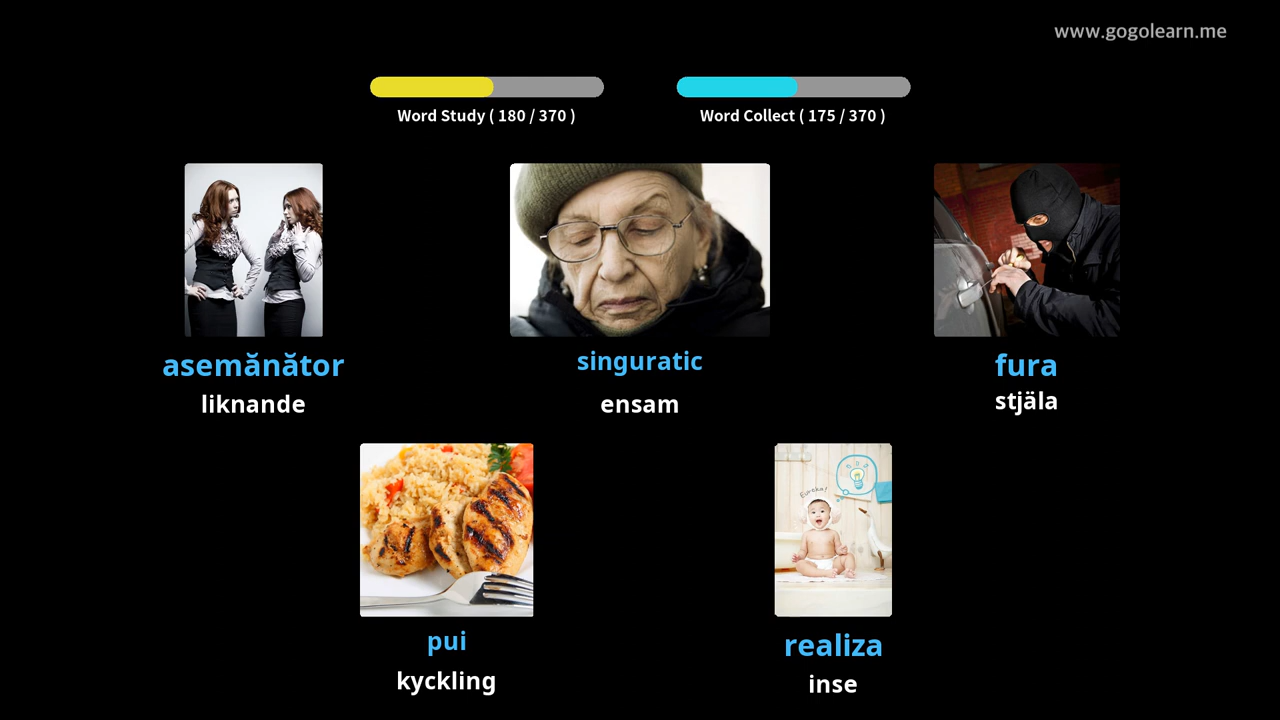 www.gogolearn.me
Word Study ( 180 / 370 )
Word Collect ( 175 / 370 )
asemănător
liknande
singuratic
ensam
fura
stjäla
Eureka!
pui
kyckling
realiza
inse